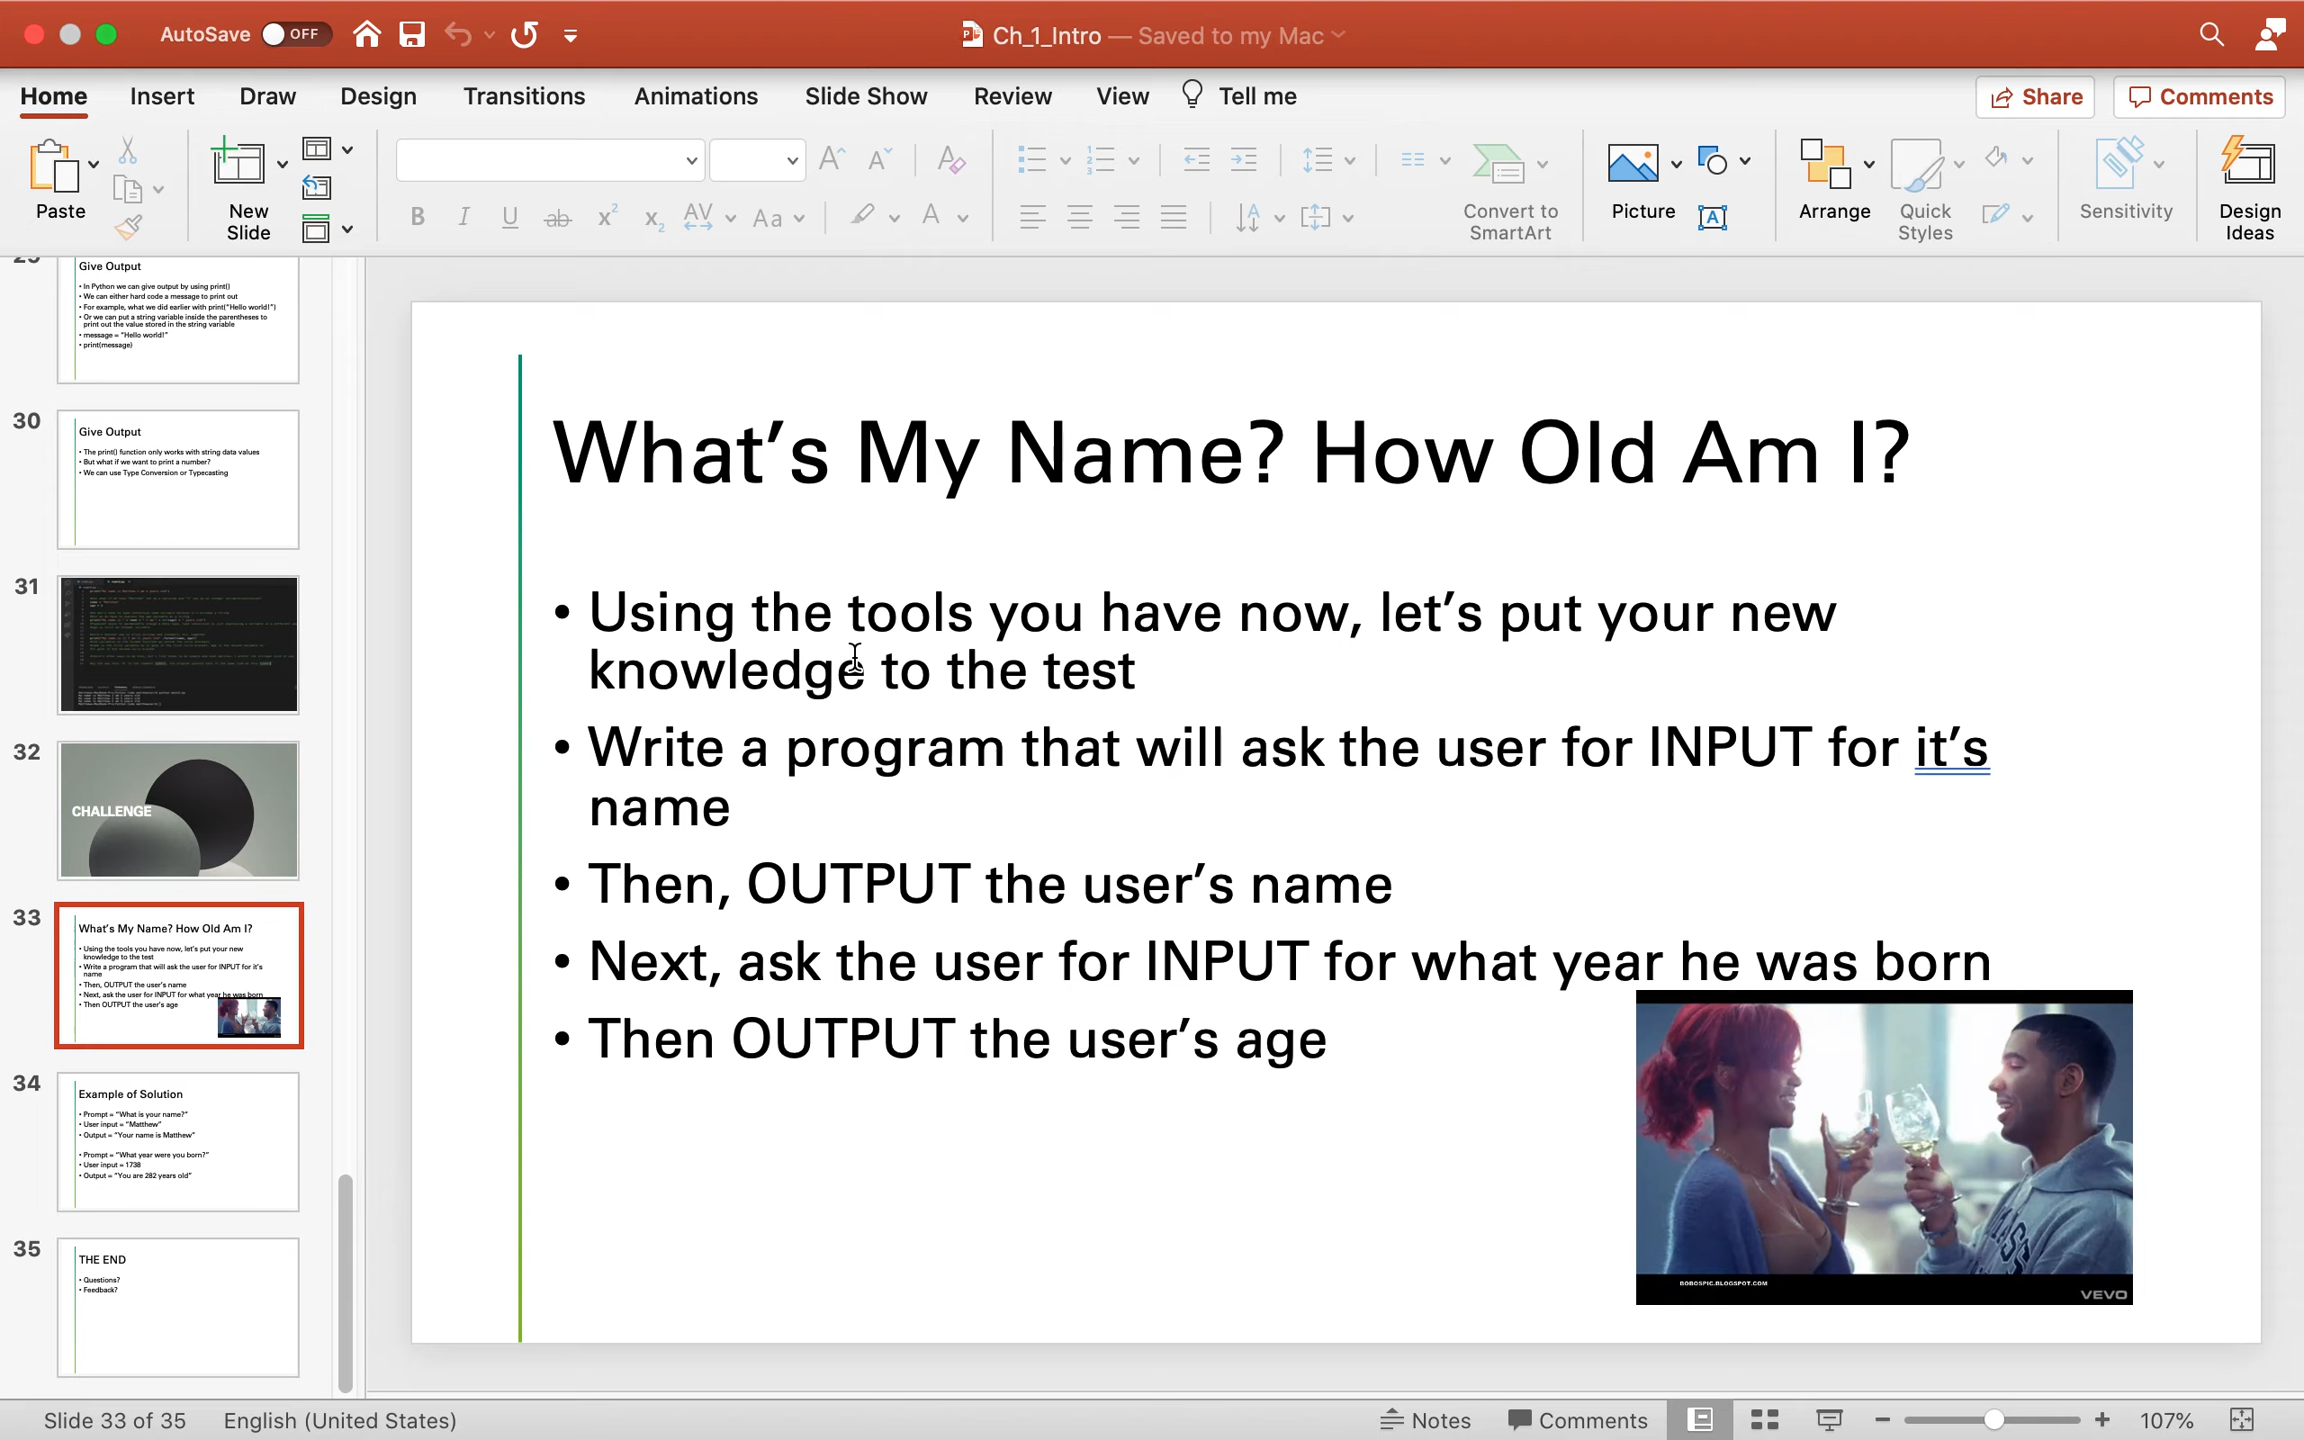 AutoSave OFF
Ch_1_Intro — Saved to my Mac
Home Insert Draw Design Transitions Animations Slide Show Review View Tell me Share Comments
Paste
New
Slide
B I U ab x² x₂ AV Aa A
Convert to
SmartArt
Picture
Arrange
Quick
Styles
Sensitivity
Design
Ideas
Give Output
• In Python we can give output by using print()
• We can either hard code a message to print out
• For example, what we did earlier with print("Hello world!")
• Or we can put a string variable inside the parentheses to
print out the value stored in the string variable
• message = "Hello world!"
• print(message)
30
Give Output
• The print() function only works with string data values
• But what if we want to print a number?
• We can use Type Conversion or Typecasting
31
32
CHALLENGE
33
What's My Name? How Old Am I?
• Using the tools you have now, let's put your new
knowledge to the test
• Write a program that will ask the user for INPUT for it's
name
• Then, OUTPUT the user's name
• Next, ask the user for INPUT for what year he was born
• Then OUTPUT the user's age
34
Example of Solution
• Prompt = "What is your name?"
• User input = "Matthew"
• Output = "Your name is Matthew"
• Prompt = "What year were you born?"
• User input = 1738
• Output = "You are 282 years old"
35
THE END
• Questions?
• Feedback?
What's My Name? How Old Am I?
• Using the tools you have now, let's put your new
knowledge to the test
• Write a program that will ask the user for INPUT for it's
name
• Then, OUTPUT the user's name
• Next, ask the user for INPUT for what year he was born
• Then OUTPUT the user's age
BOBOSPIC.BLOGSPOT.COM
VEVO
Slide 33 of 35 English (United States) Notes Comments 107%